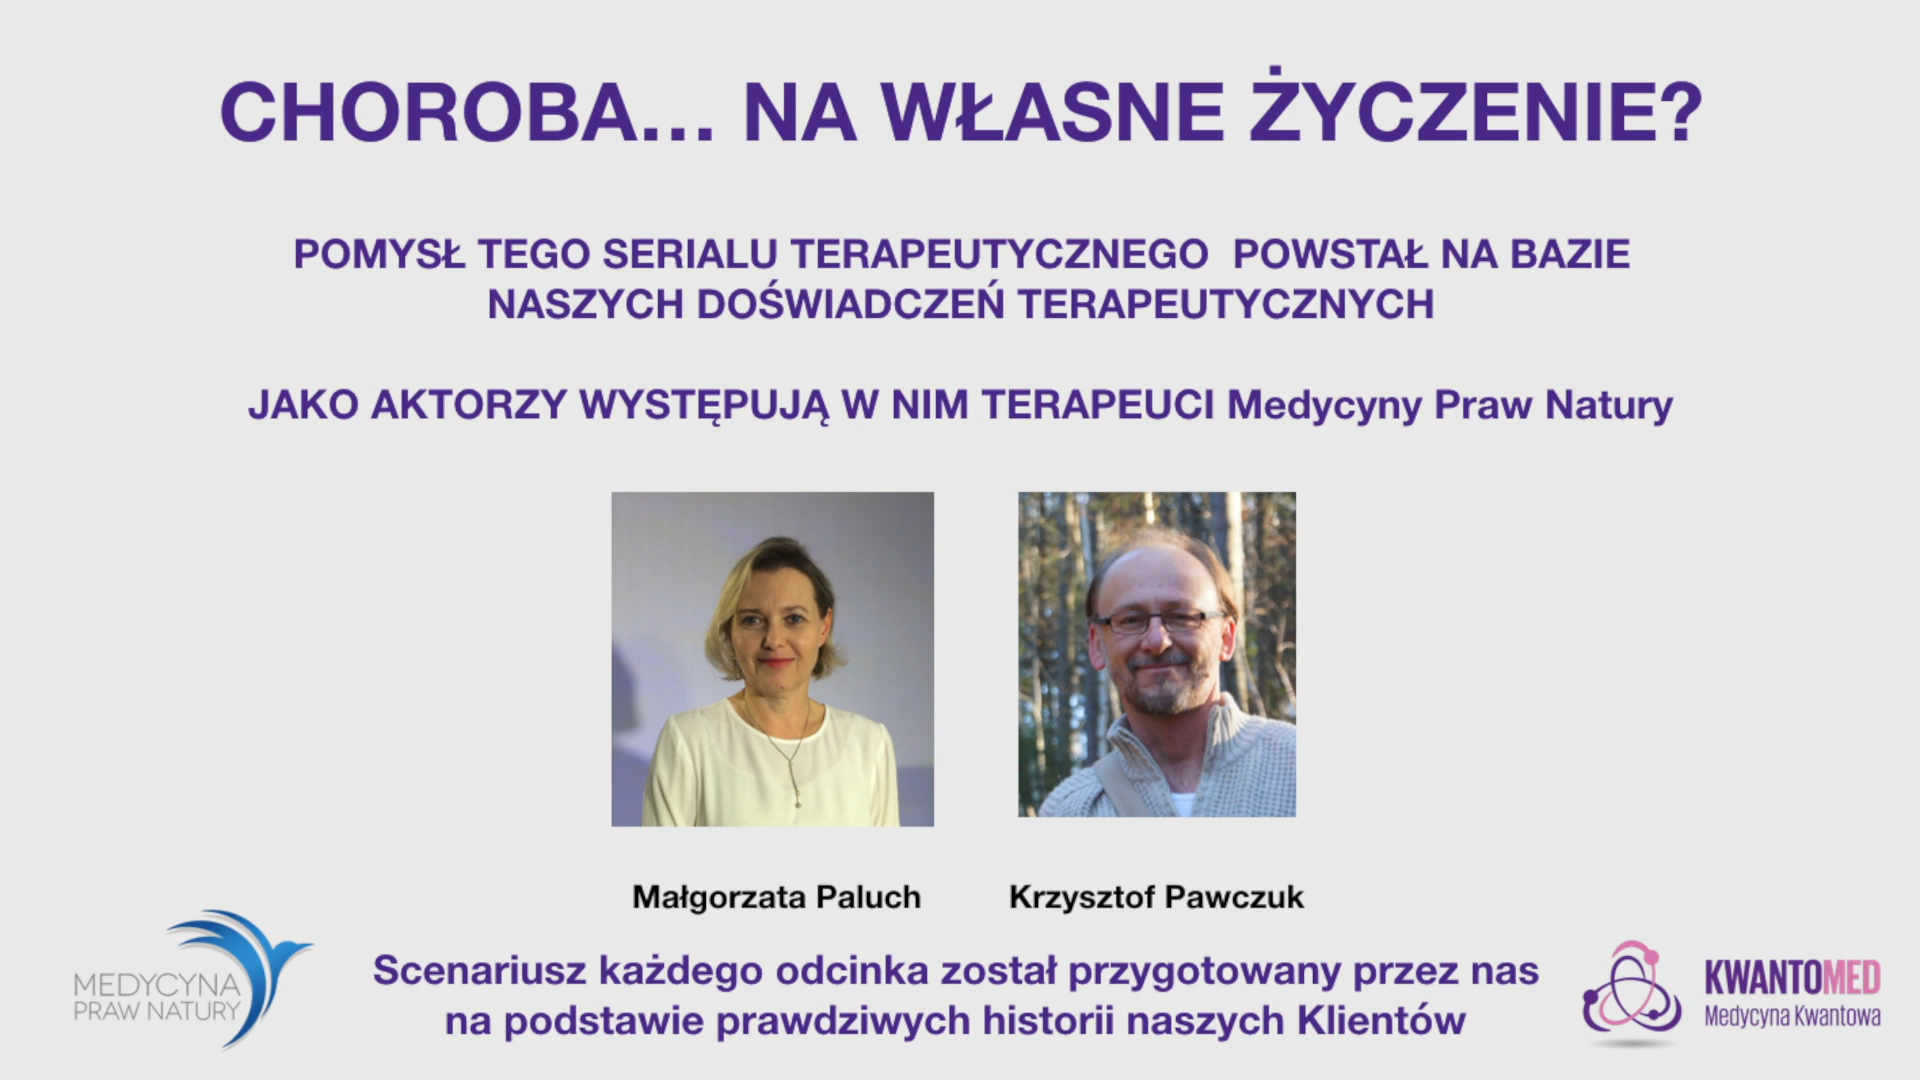 CHOROBA... NA WŁASNE ŻYCZENIE?
POMYSŁ TEGO SERIALU TERAPEUTYCZNEGO POWSTAŁ NA BAZIE
NASZYCH DOŚWIADCZEŃ TERAPEUTYCZNYCH
JAKO AKTORZY WYSTĘPUJĄ W NIM TERAPEUCI Medycyny Praw Natury
Małgorzata Paluch
Krzysztof Pawczuk
Scenariusz każdego odcinka został przygotowany przez nas
na podstawie prawdziwych historii naszych Klientów
MEDYCYNA
PRAW NATURY
KWANTOMED
Medycyna Kwantowa